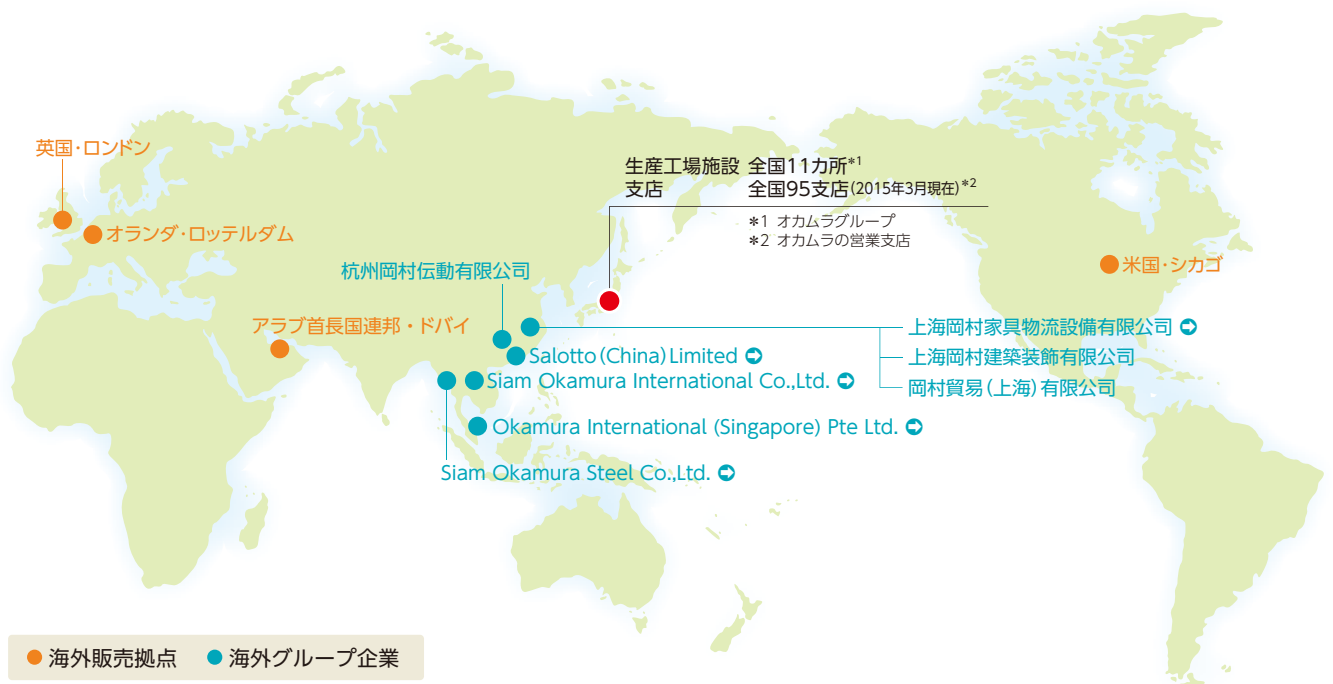 英国・ロンドン
オランダ・ロッテルダム
生産工場施設 全国11カ所*1
支店 全国95支店(2015年3月現在)*2
*1 オカムラグループ
*2 オカムラの営業支店
米国・シカゴ
杭州岡村伝動有限公司
アラブ首長国連邦・ドバイ
上海岡村家具物流設備有限公司
上海岡村建築装飾有限公司
岡村貿易(上海)有限公司
Salotto (China) Limited
Siam Okamura International Co.,Ltd.
Okamura International (Singapore) Pte Ltd.
Siam Okamura Steel Co.,Ltd.
海外販売拠点 海外グループ企業